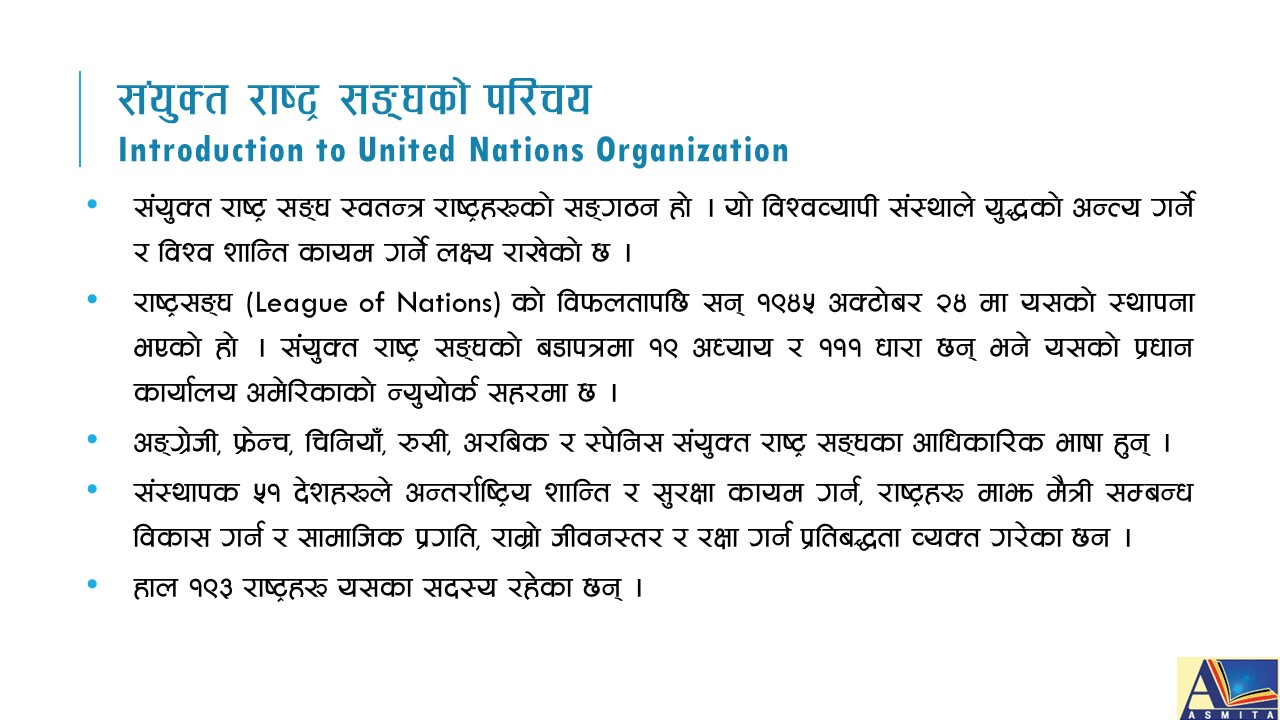 संयुक्त राष्ट्र सङ्घको परिचय
Introduction to United Nations Organization
• संयुक्त राष्ट्र सङ्घ स्वतन्त्र राष्ट्रहरूको सङ्गठन हो । यो विश्वव्यापी संस्थाले युद्धको अन्त्य गर्ने
र विश्व शान्ति कायम गर्ने लक्ष्य राखेको छ ।
• राष्ट्रसङ्घ (League of Nations) को विफलतापछि सन् १९४५ अक्टोबर २४ मा यसको स्थापना
भएको हो । संयुक्त राष्ट्र सङ्घको बडापत्रमा १९ अध्याय र १११ धारा छन् भने यसको प्रधान
कार्यालय अमेरिकाको न्युयोर्क सहरमा छ ।
• अङ्ग्रेजी, फ्रेन्च, चिनियाँ, रुसी, अरबिक र स्पेनिस संयुक्त राष्ट्र सङ्घका आधिकारिक भाषा हुन् ।
• संस्थापक ५१ देशहरूले अन्तर्राष्ट्रिय शान्ति र सुरक्षा कायम गर्न, राष्ट्रहरू माझ मैत्री सम्बन्ध
विकास गर्न र सामाजिक प्रगति, राम्रो जीवनस्तर र रक्षा गर्न प्रतिबद्धता व्यक्त गरेका छन ।
• हाल १९३ राष्ट्रहरू यसका सदस्य रहेका छन् ।
ASMITA